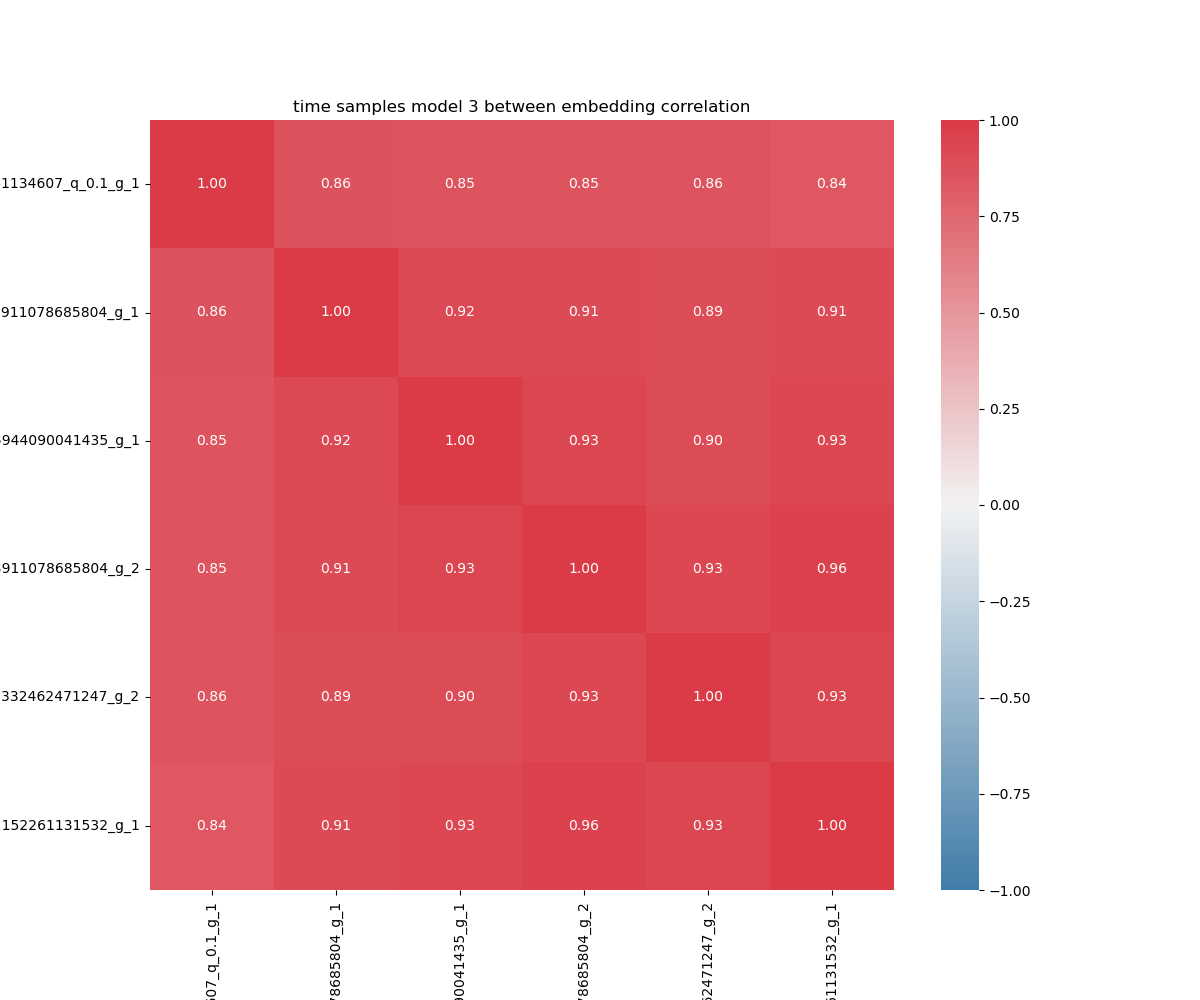 time samples model 3 between embedding correlation
1134607_q_0.1_g_1 1.00 0.86 0.85 0.85 0.86 0.84
911078685804_g_1 0.86 1.00 0.92 0.91 0.89 0.91
944090041435_g_1 0.85 0.92 1.00 0.93 0.90 0.93
911078685804_g_2 0.85 0.91 0.93 1.00 0.93 0.96
332462471247_g_2 0.86 0.89 0.90 0.93 1.00 0.93
152261131532_g_1 0.84 0.91 0.93 0.96 0.93 1.00
607_q_0.1_g_1
78685804_g_1
90041435_g_1
78685804_g_2
62471247_g_2
61131532_g_1
1.00
0.75
0.50
0.25
0.00
−0.25
−0.50
−0.75
−1.00